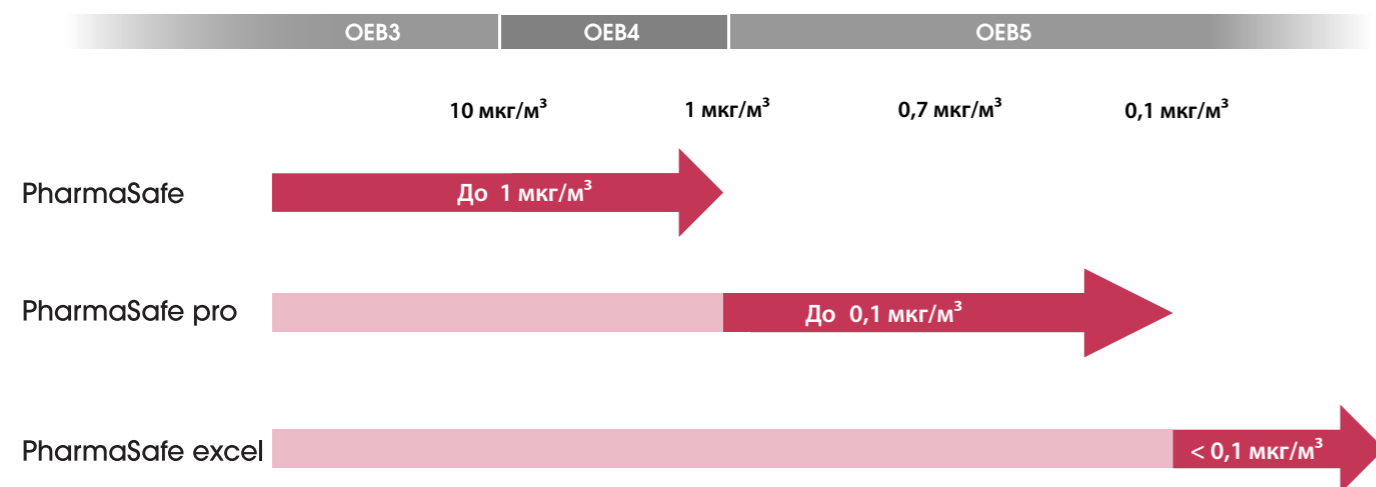 OEB3 OEB4 OEB5
10 мкг/м³ 1 мкг/м³ 0,7 мкг/м³ 0,1 мкг/м³
PharmaSafe До 1 мкг/м³
PharmaSafe pro До 0,1 мкг/м³
PharmaSafe excel < 0,1 мкг/м³